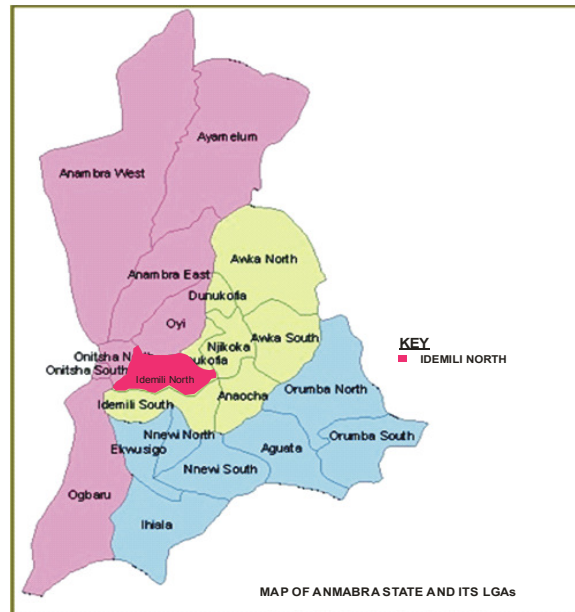 Ayamelum
Anambra West
Awka North
Anambra East
Dunukofia
Oyi
Awka South
Njikoka
KEY
Onitsha
ukofia
IDEMILI NORTH
Onitsha South
Idemili North
Orumba North
Anaocha
Idemili South
Nnewi North
Orumba South
Ekwusigo
Aguata
Nnewi South
Ogbaru
Ihiala
MAP OF ANMABRA STATE AND ITS LGAs